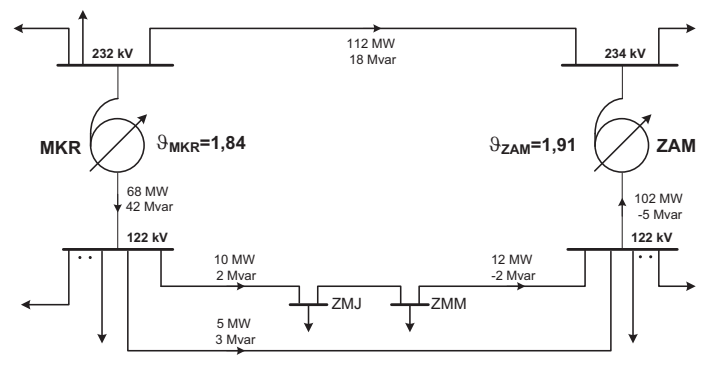 232 kV
112 MW
18 Mvar
234 kV
MKR
ϑMKR=1,84
ϑZAM=1,91
ZAM
68 MW
42 Mvar
102 MW
-5 Mvar
122 kV
122 kV
10 MW
2 Mvar
12 MW
-2 Mvar
ZMJ
ZMM
5 MW
3 Mvar